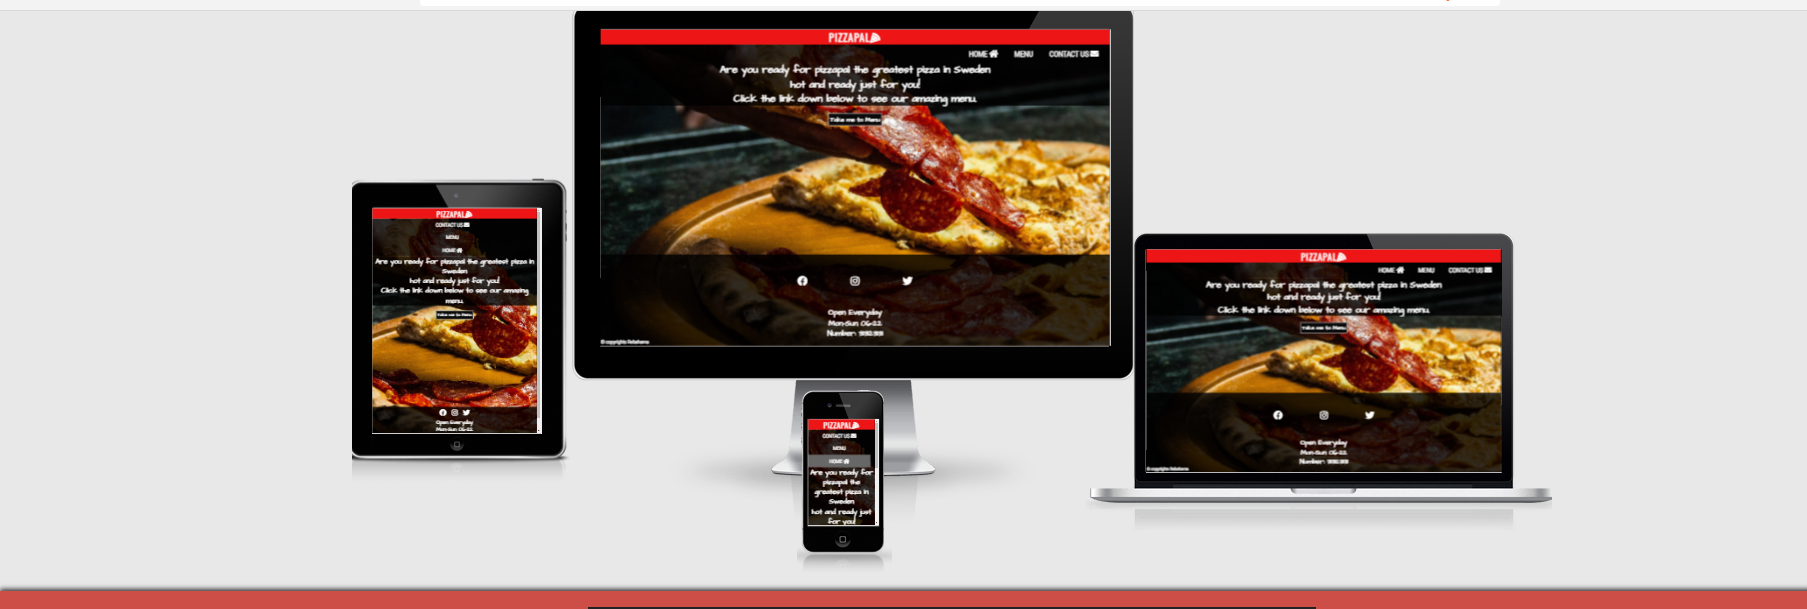 PIZZAPAL
HOME
MENU
CONTACT US
Are you ready for pizzapal the greatest pizza in Sweden
hot and ready just for you!
Click the link down below to see our amazing menu.
Take me to Menu
Open Everyday
Mon-Sun 06-22.
Number:
© copyrights
PIZZAPAL
CONTACT US
MENU
HOME
Are you ready for pizzapal the greatest pizza in
Sweden
hot and ready just for you!
Click the link down below to see our amazing
menu.
Take me to Menu
Open Everyday
Mon-Sun 06-22.
PIZZAPAL
HOME
MENU
CONTACT US
Are you ready for pizzapal the greatest pizza in Sweden
hot and ready just for you!
Click the link down below to see our amazing menu.
Take me to Menu
Open Everyday
Mon-Sun 06-22.
Number:
© copyrights
PIZZAPAL
CONTACT US
MENU
HOME
Are you ready for
pizzapal the
greatest pizza in
Sweden
hot and ready just
for you!